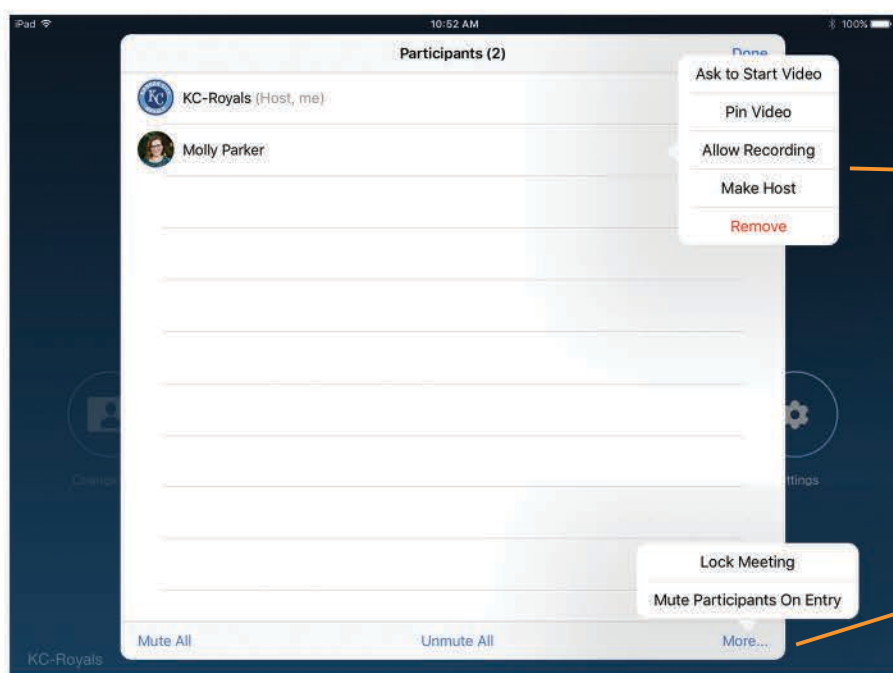 iPad 10:52 AM 100%
Participants (2) Done
Ask to Start Video
KC KC-Royals (Host, me)
Pin Video
Molly Parker
Allow Recording
Make Host
Remove
ttings
Lock Meeting
Mute Participants On Entry
Mute All Unmute All More...
KC-Royals